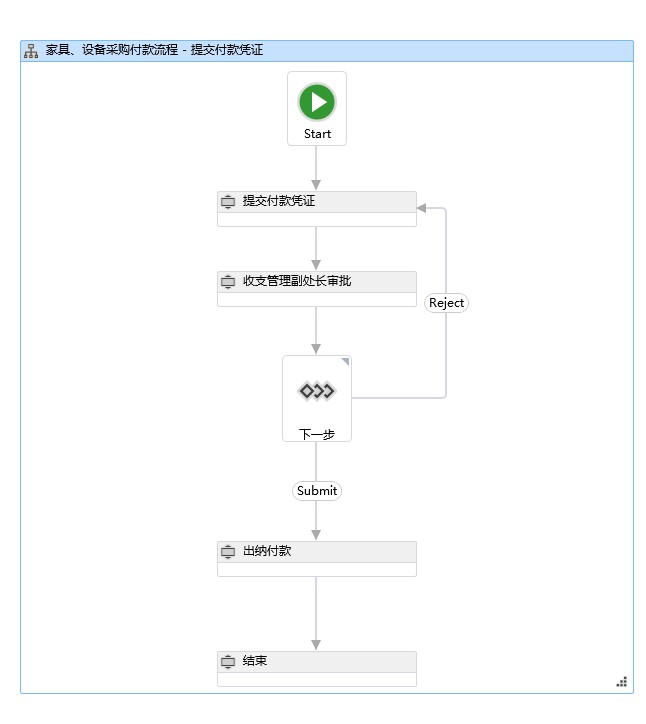 家具、设备采购付款流程 - 提交付款凭证
Start
提交付款凭证
收支管理副处长审批
Reject
下一步
Submit
出纳付款
结束